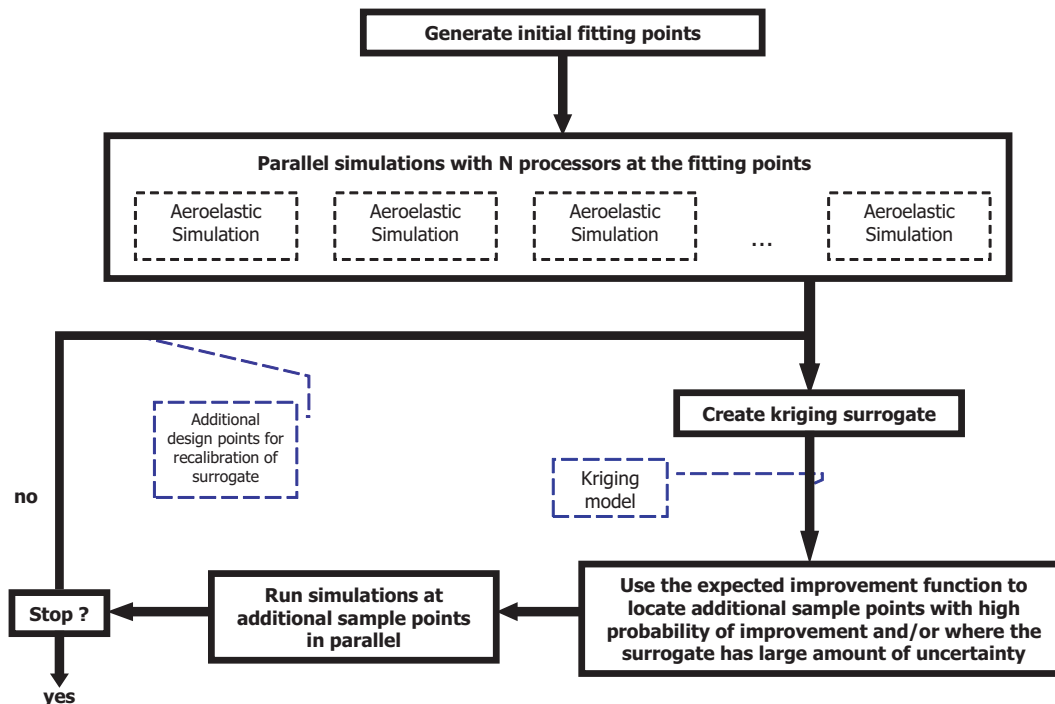 Generate initial fitting points
Parallel simulations with N processors at the fitting points
Aeroelastic
Simulation
Aeroelastic
Simulation
Aeroelastic
Simulation
...
Aeroelastic
Simulation
Create kriging surrogate
Additional
design points for
recalibration of
surrogate
Kriging
model
no
Use the expected improvement function to
locate additional sample points with high
probability of improvement and/or where the
surrogate has large amount of uncertainty
Run simulations at
additional sample points
in parallel
Stop ?
yes